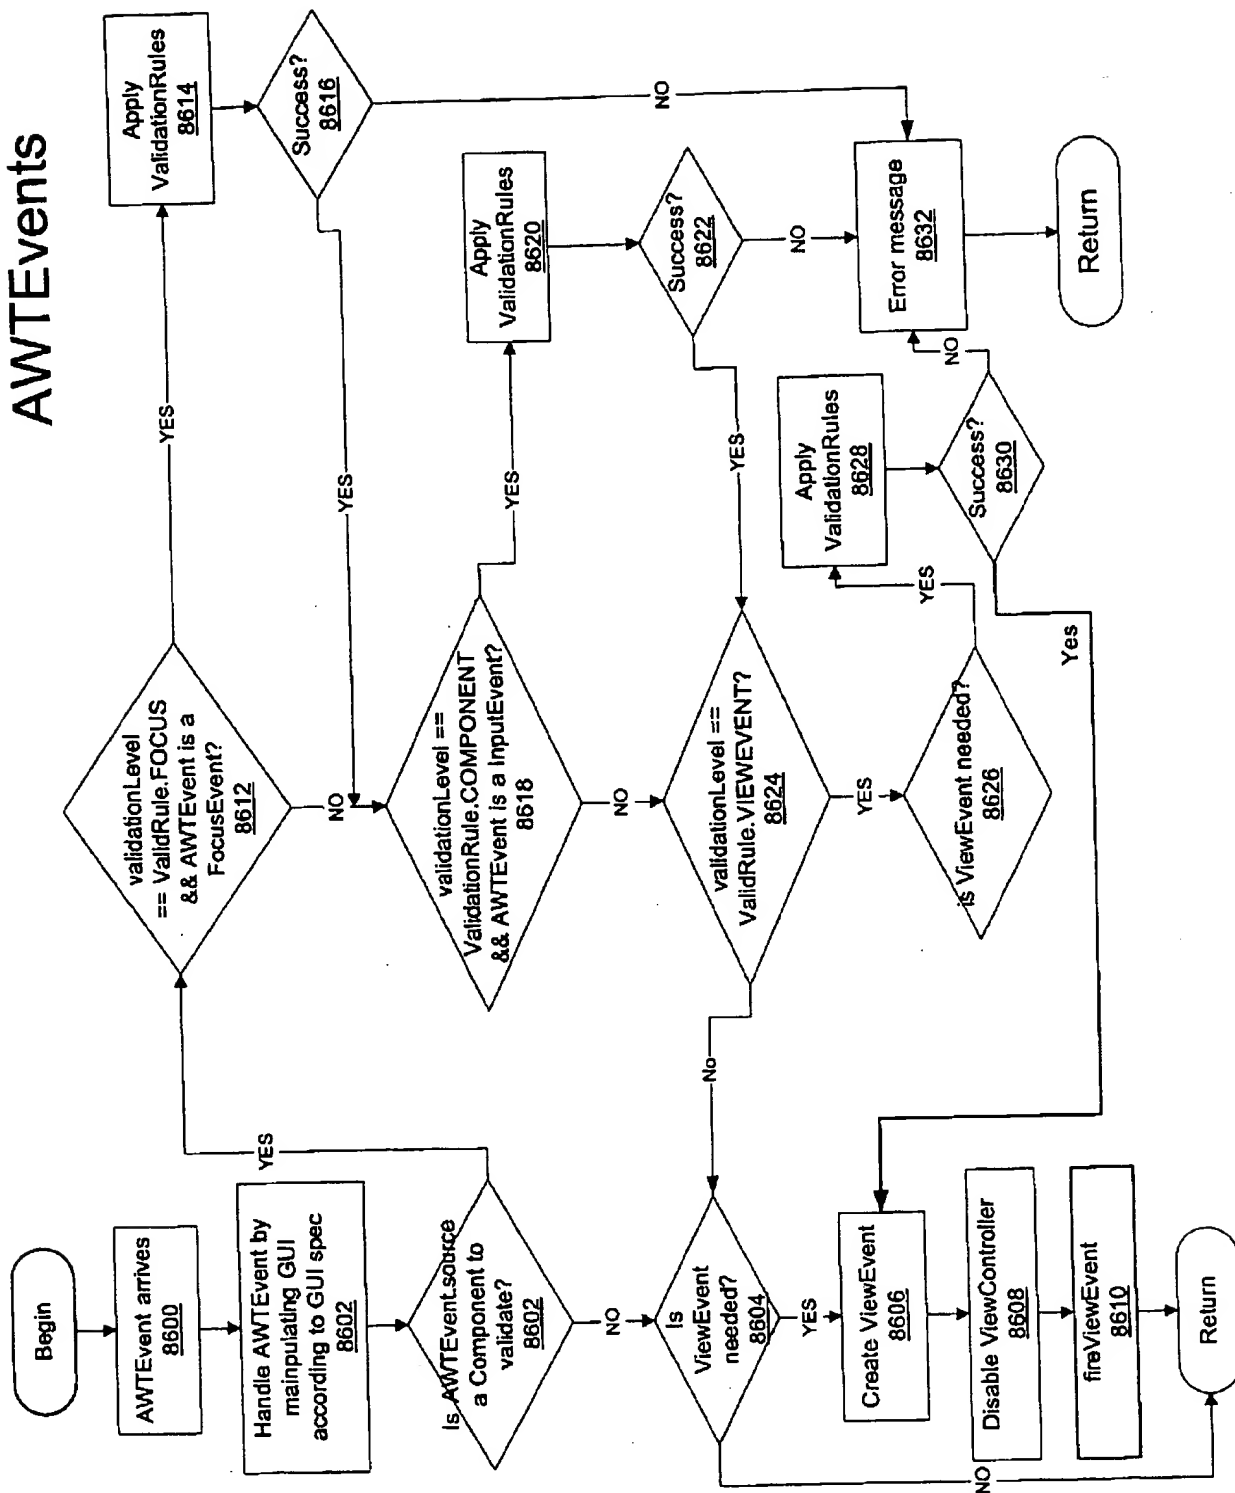 AWTEvents
Begin
AWTEvent arrives
8600
Handle AWTEvent by
mainpulating GUI
according to GUI spec
8602
Is AWTEvent.source
a Component to
validate?
8602
YES
NO
Is
ViewEvent
needed?
8604
YES
NO
Create ViewEvent
8606
Disable ViewController
8608
fireViewEvent
8610
Return
validationLevel
== ValidRule.FOCUS
&& AWTEvent is a
FocusEvent?
8612
YES
NO
Apply
ValidationRules
8614
Success?
8616
YES
NO
validationLevel ==
ValidationRule.COMPONENT
&& AWTEvent is a InputEvent?
8618
YES
NO
Apply
ValidationRules
8620
Success?
8622
YES
NO
validationLevel ==
ValidRule.VIEWEVENT?
8624
No
YES
is ViewEvent needed?
8626
YES
Apply
ValidationRules
8628
Success?
8630
Yes
NO
Error message
8632
Return